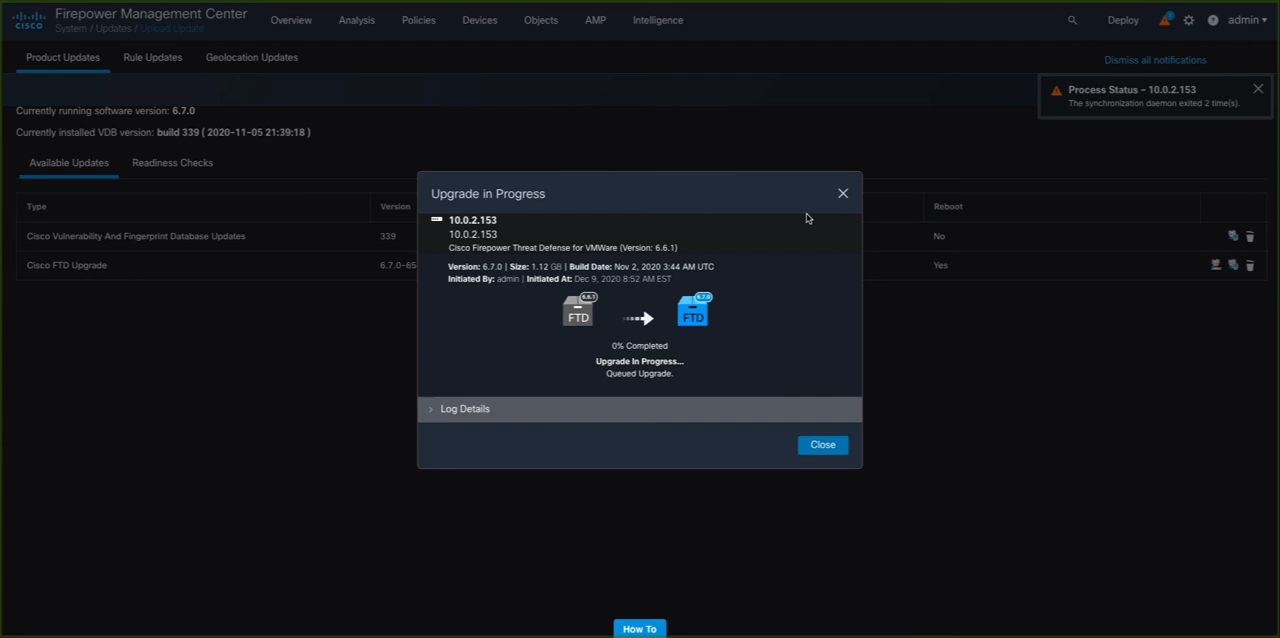 CISCO
Firepower Management Center
System / Updates / Upload Update
Overview
Analysis
Policies
Devices
Objects
AMP
Intelligence
Deploy
admin
Product Updates
Rule Updates
Geolocation Updates
Dismiss all notifications
Process Status - 10.0.2.153
The synchronization daemon exited 2 time(s).
Currently running software version: 6.7.0
Currently installed VDB version: build 339 ( 2020-11-05 21:39:18 )
Available Updates
Readiness Checks
Type
Version
Reboot
Cisco Vulnerability And Fingerprint Database Updates
339
No
Cisco FTD Upgrade
6.7.0-65
Yes
Upgrade in Progress
10.0.2.153
10.0.2.153
Cisco Firepower Threat Defense for VMWare (Version: 6.6.1)
Version: 6.7.0 | Size: 1.12 GB | Build Date: Nov 2, 2020 3:44 AM UTC
Initiated By: admin | Initiated At: Dec 9, 2020 8:52 AM EST
6.6.1
FTD
6.7.0
FTD
0% Completed
Upgrade In Progress...
Queued Upgrade.
Log Details
Close
How To